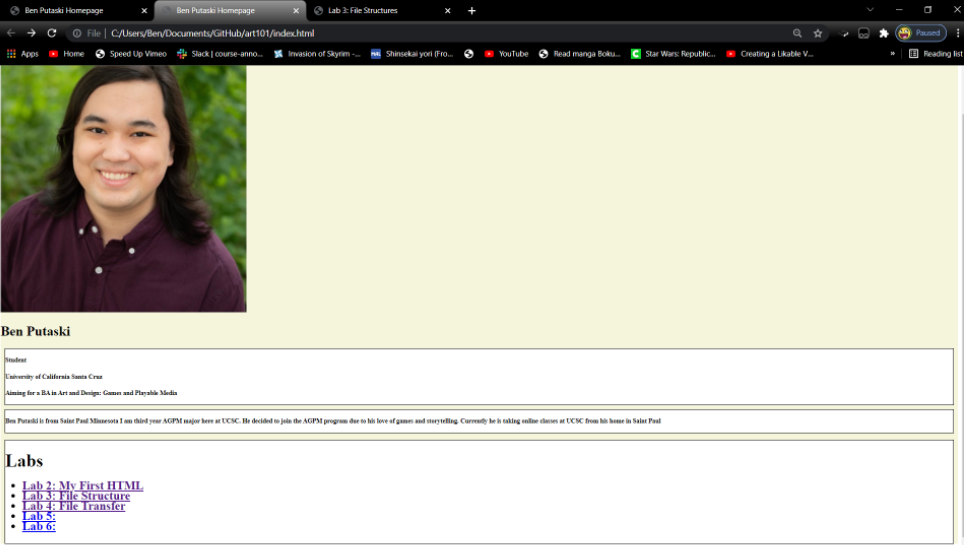 Ben Putaski Homepage
Ben Putaski Homepage
Lab 3: File Structures
File | C:/Users/Ben/Documents/GitHub/art101/index.html
Paused
Apps Home Speed Up Vimeo Slack | course-anno... Invasion of Skyrim -... Shinsekai yori (Fro... YouTube Read manga Boku... Star Wars: Republic... Creating a Likable V... » Reading list
Ben Putaski
Student
University of California Santa Cruz
Aiming for a BA in Art and Design: Games and Playable Media
Ben Putaski is from Saint Paul Minnesota I am third year AGPM major here at UCSC. He decided to join the AGPM program due to his love of games and storytelling. Currently he it taking online classes at UCSC from his home in Saint Paul
Labs
Lab 2: My First HTML
Lab 3: File Structure
Lab 4: File Transfer
Lab 5:
Lab 6: